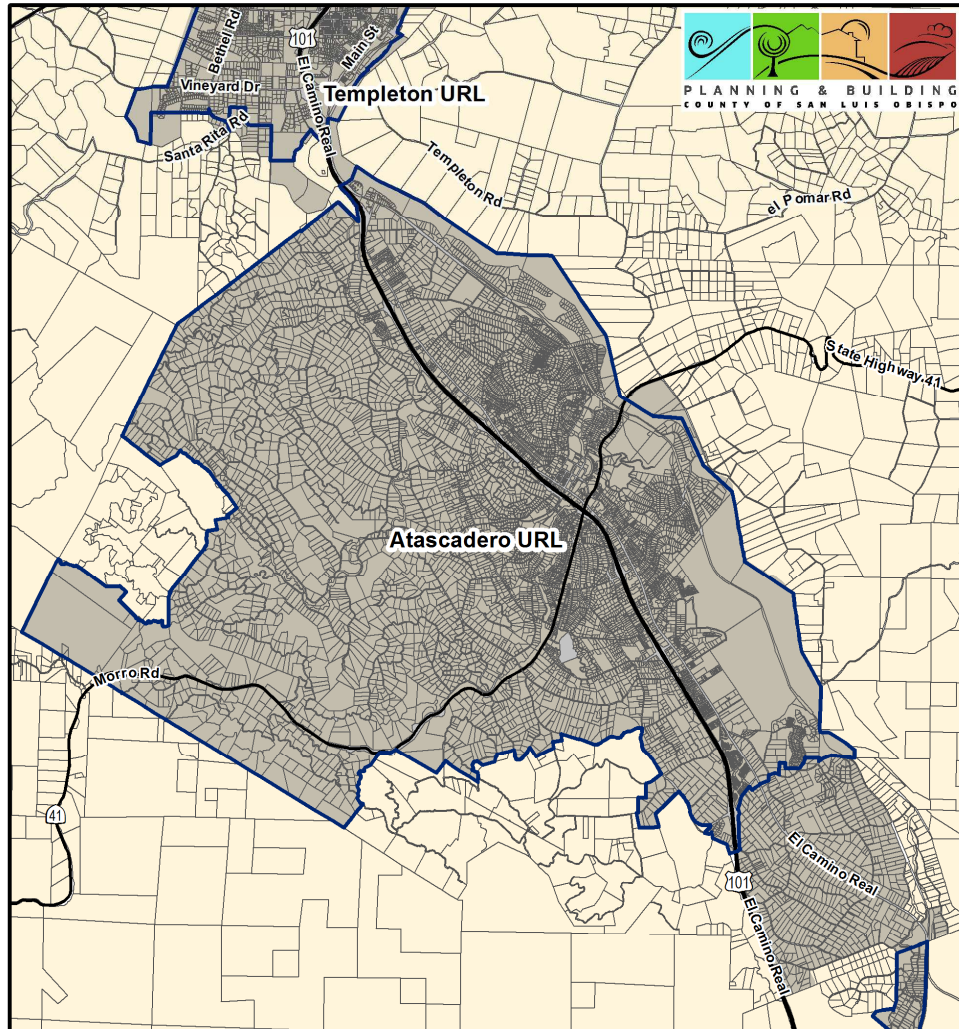 Bethel Rd
101
Main St
El Camino Real
PLANNING & BUILDING
COUNTY OF SAN LUIS OBISPO
Vineyard Dr
Templeton URL
Santa Rita Rd
Templeton Rd
el Pomar Rd
State Highway 41
Atascadero URL
Morro Rd
41
El Camino Real
101
El Camino Real